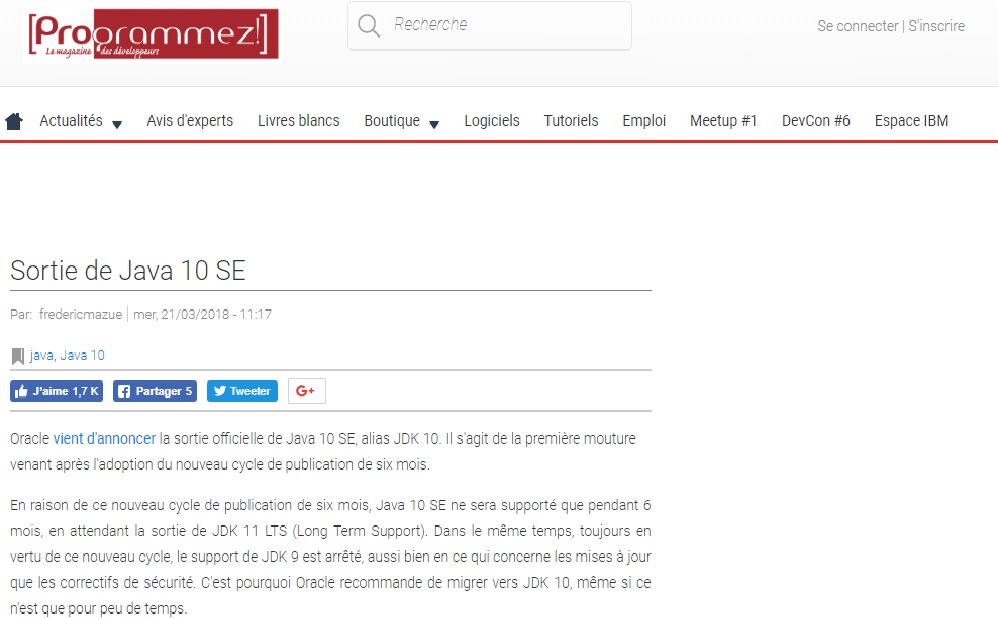 [Programmez!]
Le magazine des développeurs
Recherche
Se connecter | S'inscrire
Actualités Avis d'experts Livres blancs Boutique Logiciels Tutoriels Emploi Meetup #1 DevCon #6 Espace IBM
Sortie de Java 10 SE
Par: fredericmazue | mer, 21/03/2018 - 11:17
java, Java 10
J'aime 1,7 K Partager 5 Tweeter G+
Oracle vient d'annoncer la sortie officielle de Java 10 SE, alias JDK 10. Il s'agit de la première mouture
venant après l'adoption du nouveau cycle de publication de six mois.
En raison de ce nouveau cycle de publication de six mois, Java 10 SE ne sera supporté que pendant 6
mois, en attendant la sortie de JDK 11 LTS (Long Term Support). Dans le même temps, toujours en
vertu de ce nouveau cycle, le support de JDK 9 est arrêté, aussi bien en ce qui concerne les mises à jour
que les correctifs de sécurité. C'est pourquoi Oracle recommande de migrer vers JDK 10, même si ce
n'est que pour peu de temps.